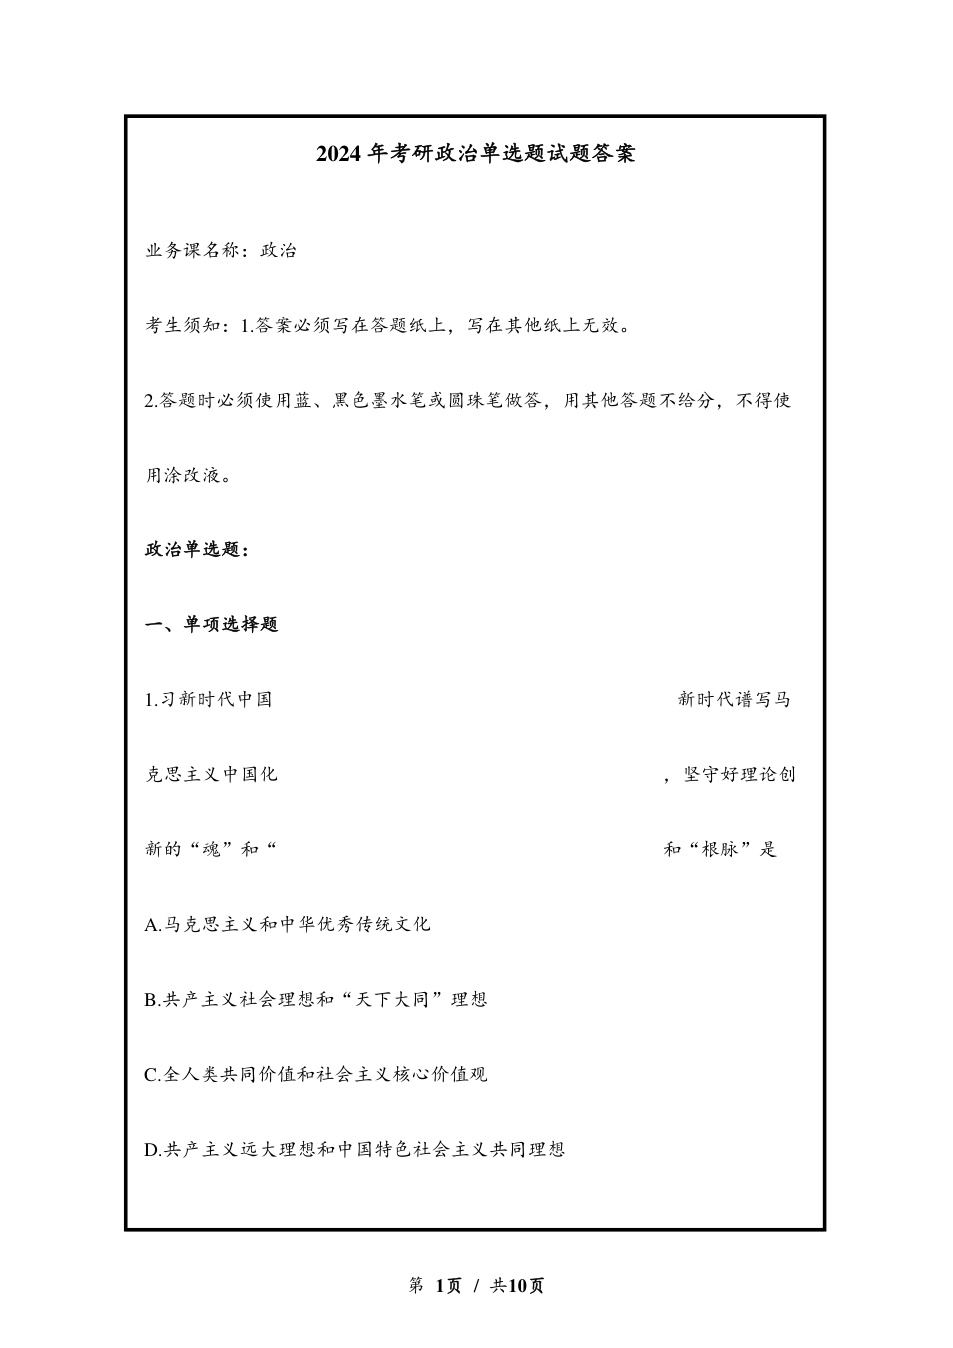 2024 年考研政治单选题试题答案
业务课名称：政治
考生须知：1.答案必须写在答题纸上，写在其他纸上无效。
2.答题时必须使用蓝、黑色墨水笔或圆珠笔做答，用其他答题不给分，不得使
用涂改液。
政治单选题：
一、单项选择题
1.习新时代中国 新时代谱写马
克思主义中国化 ，坚守好理论创
新的“魂”和“ 和“根脉”是
A.马克思主义和中华优秀传统文化
B.共产主义社会理想和“天下大同”理想
C.全人类共同价值和社会主义核心价值观
D.共产主义远大理想和中国特色社会主义共同理想
第 1页 / 共10页